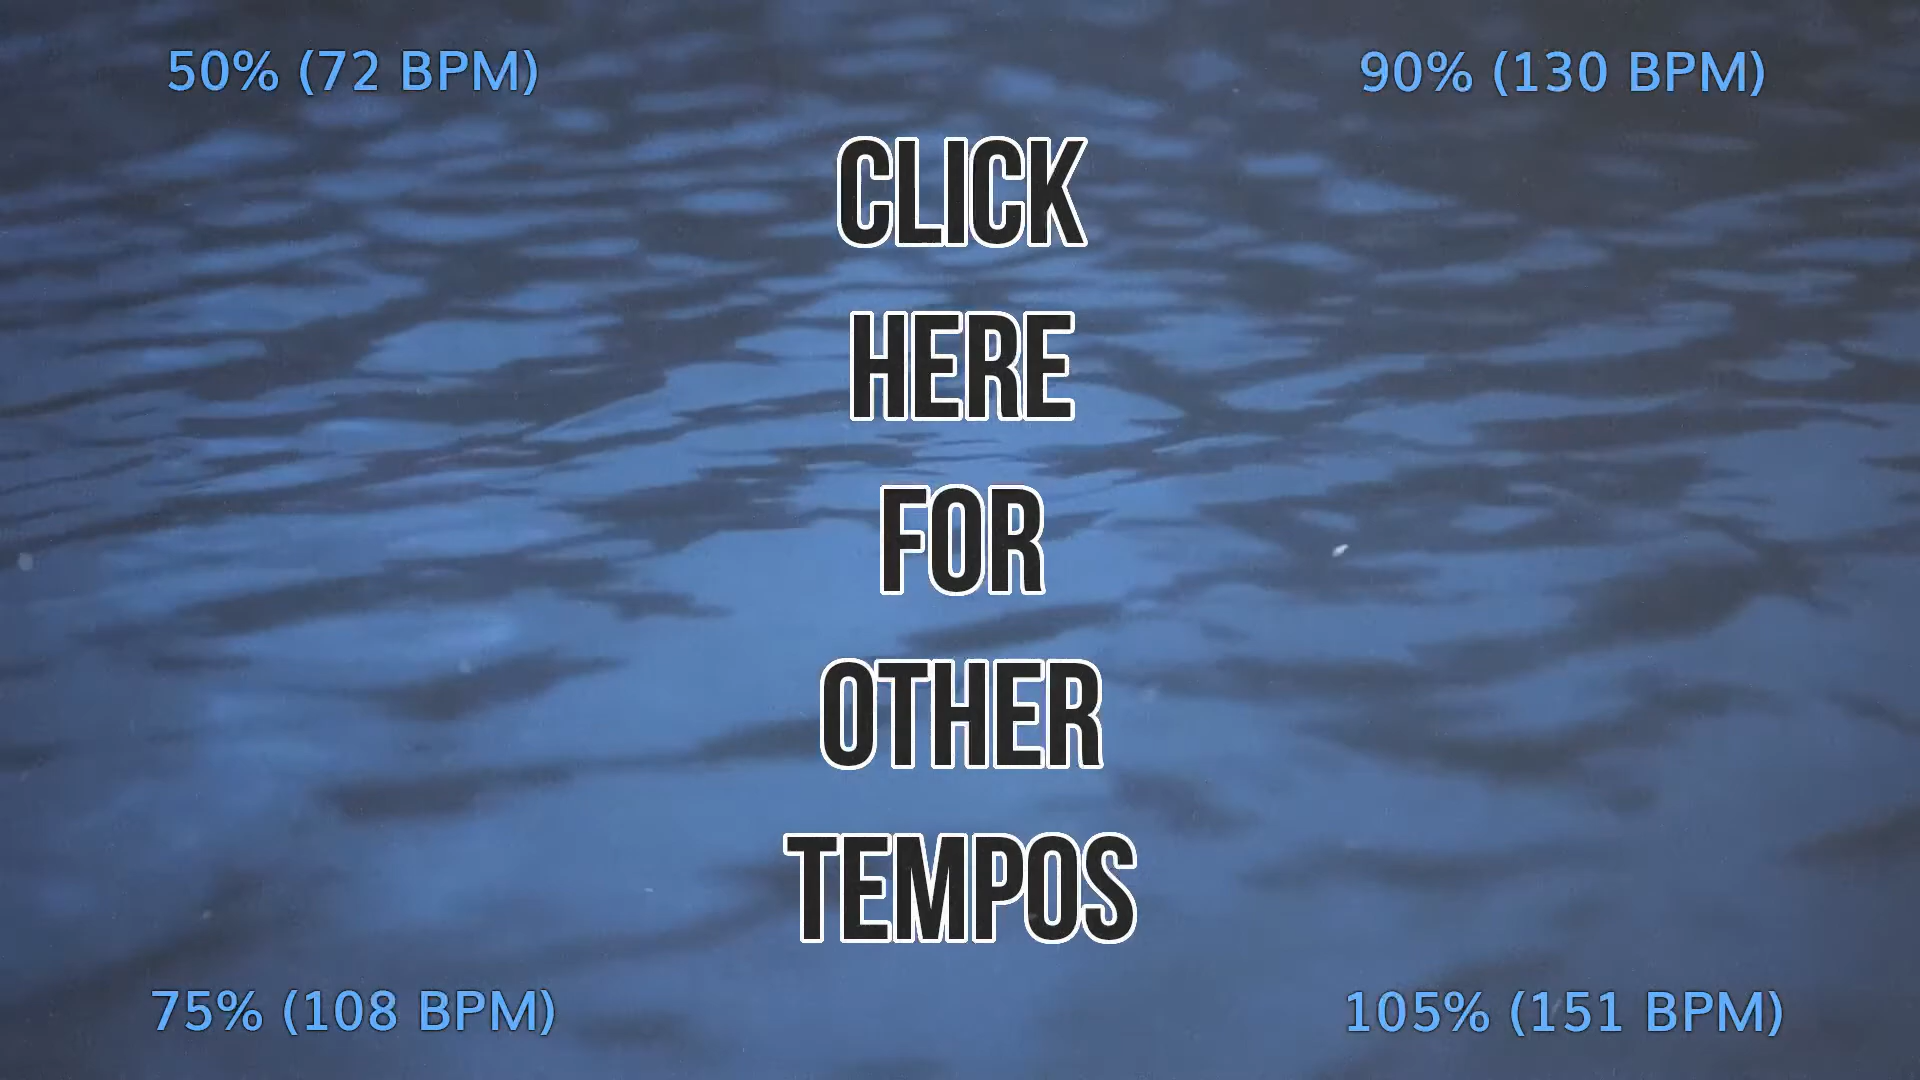 50% (72 BPM)
90% (130 BPM)
CLICK
HERE
FOR
OTHER
TEMPOS
75% (108 BPM)
105% (151 BPM)